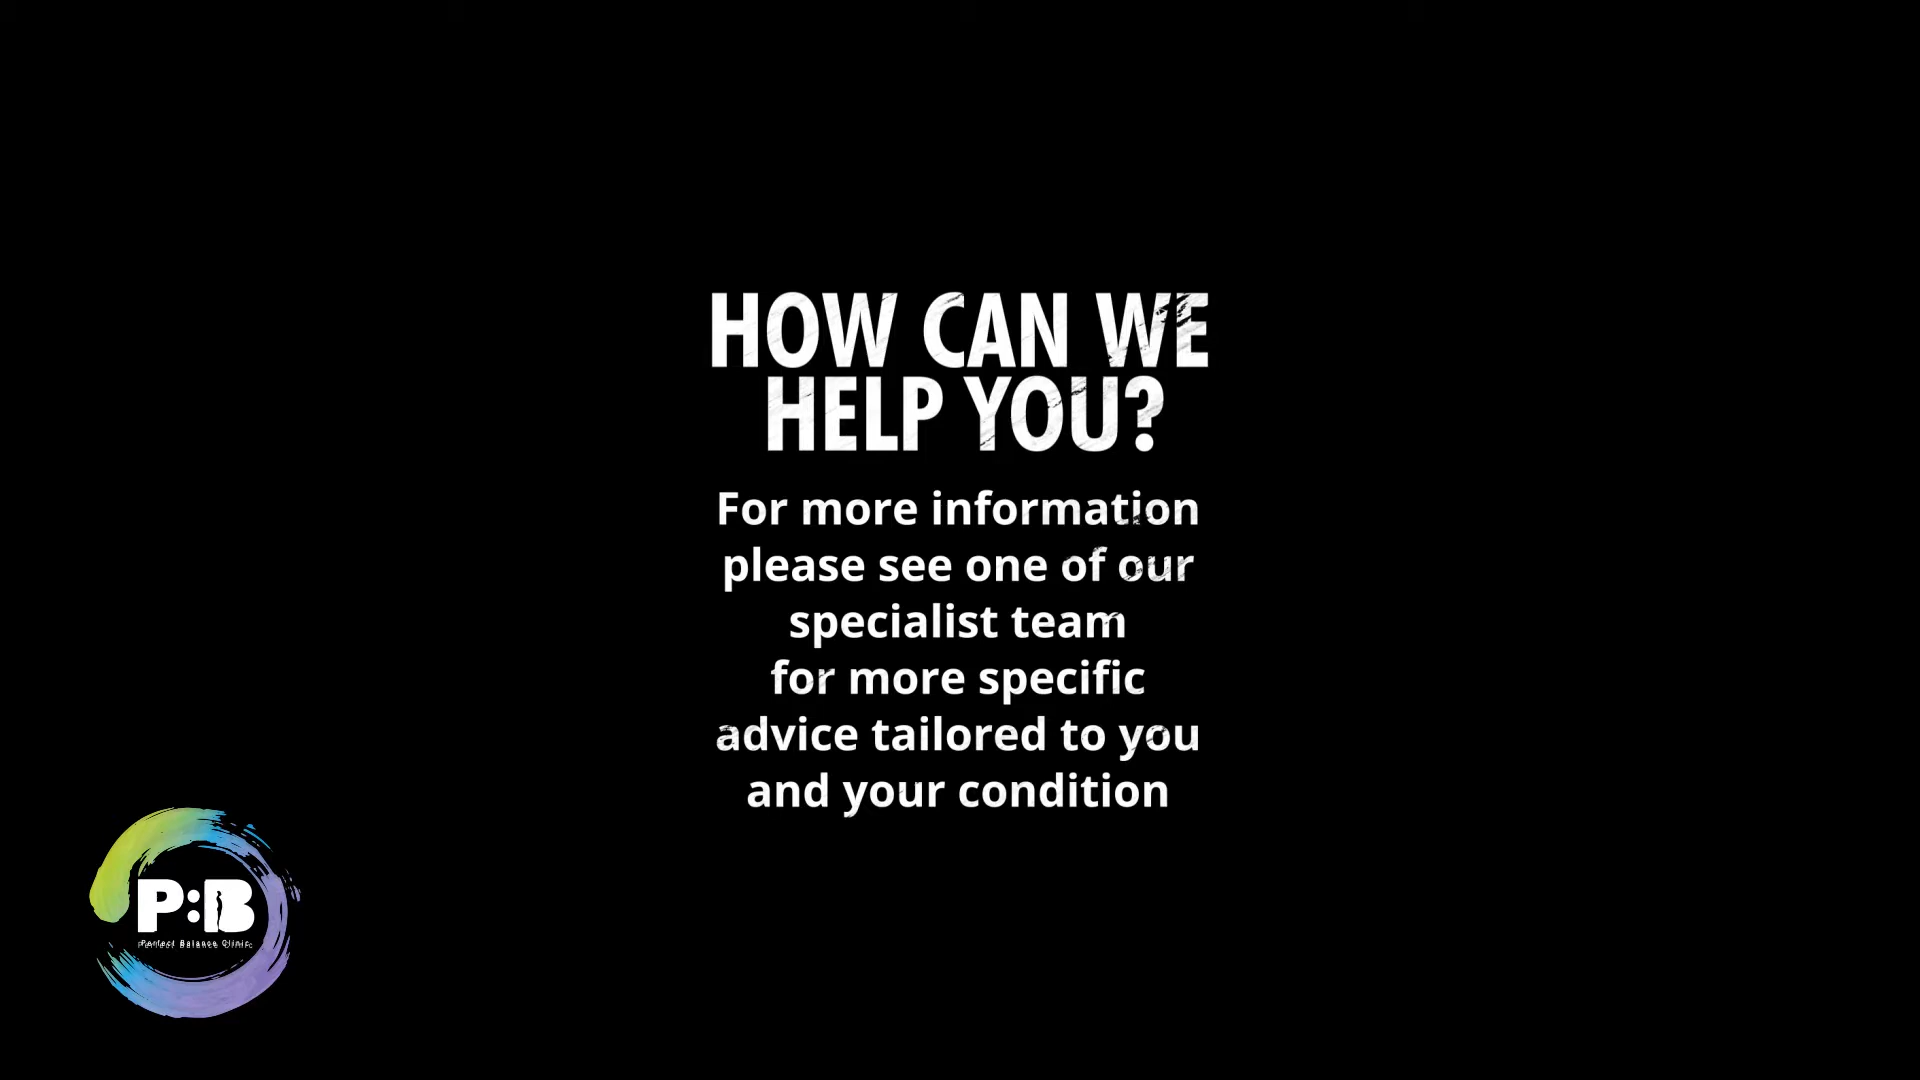 HOW CAN WE
HELP YOU?
For more information
please see one of our
specialist team
for more specific
advice tailored to you
and your condition
P:B
Perfect Balance Clinic